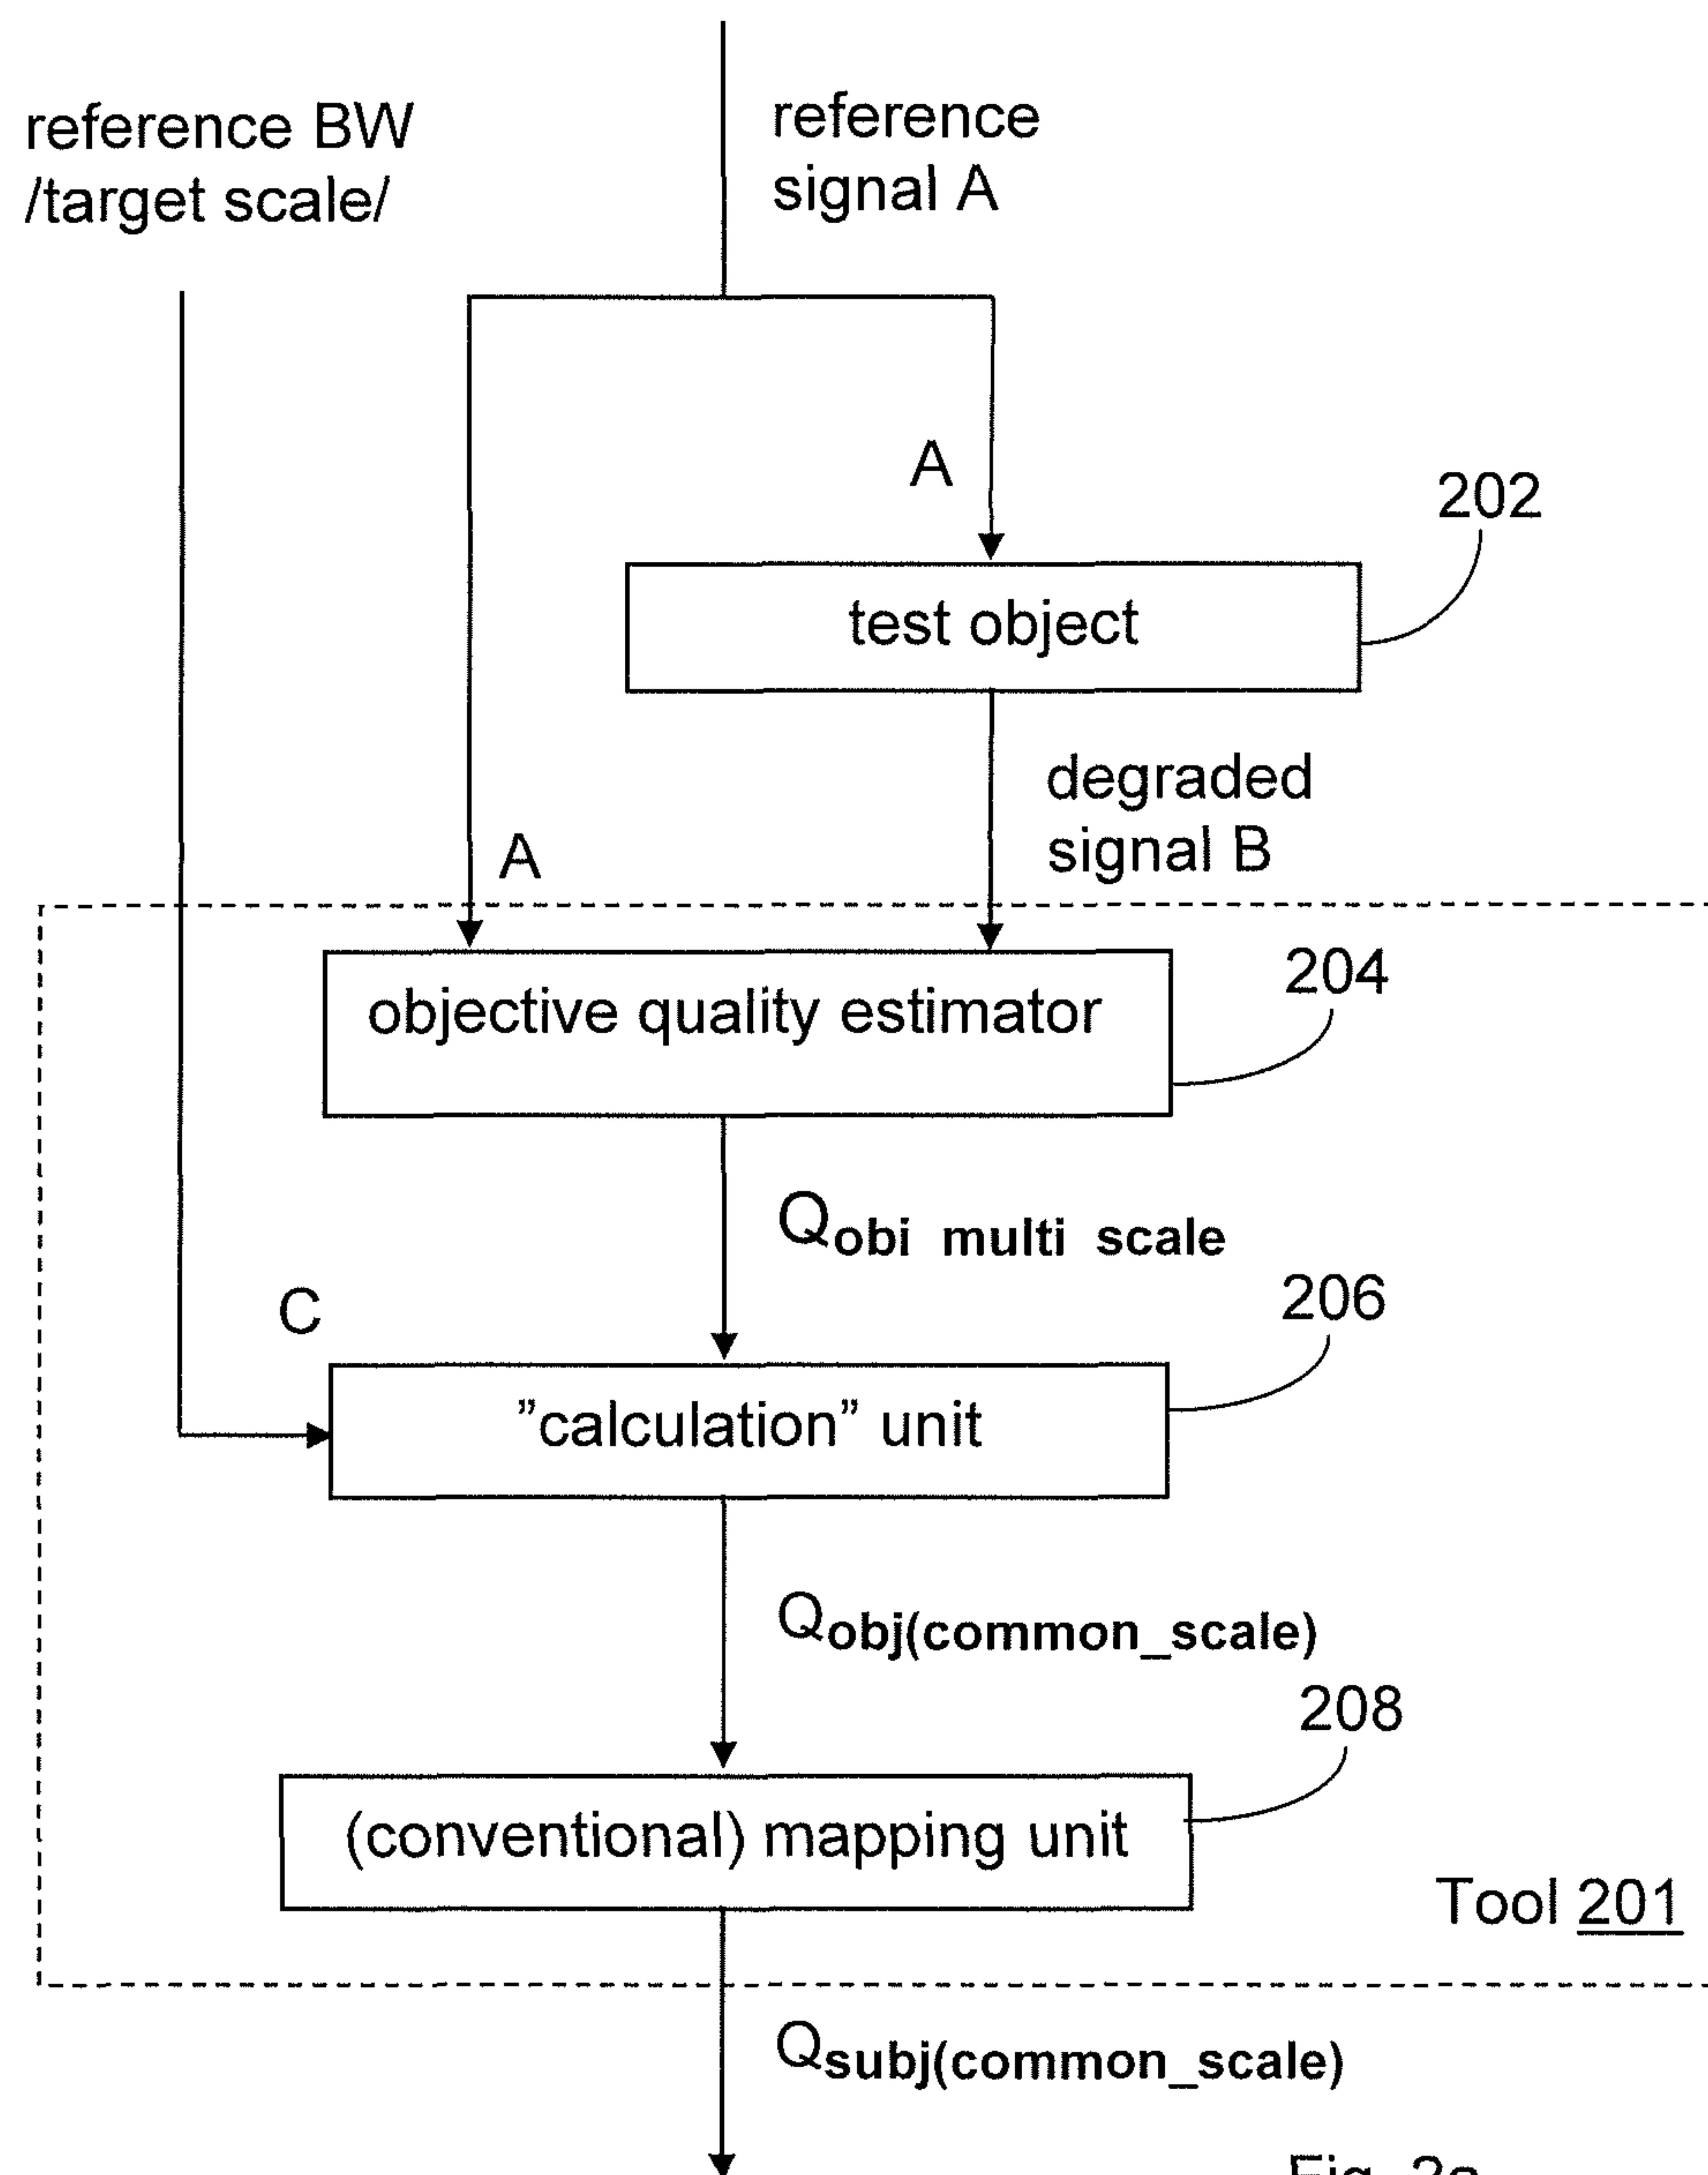 reference BW
/target scale/
reference
signal A
A
202
test object
degraded
signal B
A
204
objective quality estimator
Qobi multi scale
C
206
”calculation” unit
Qobj(common_scale)
208
(conventional) mapping unit
Tool 201
Qsubj(common_scale)